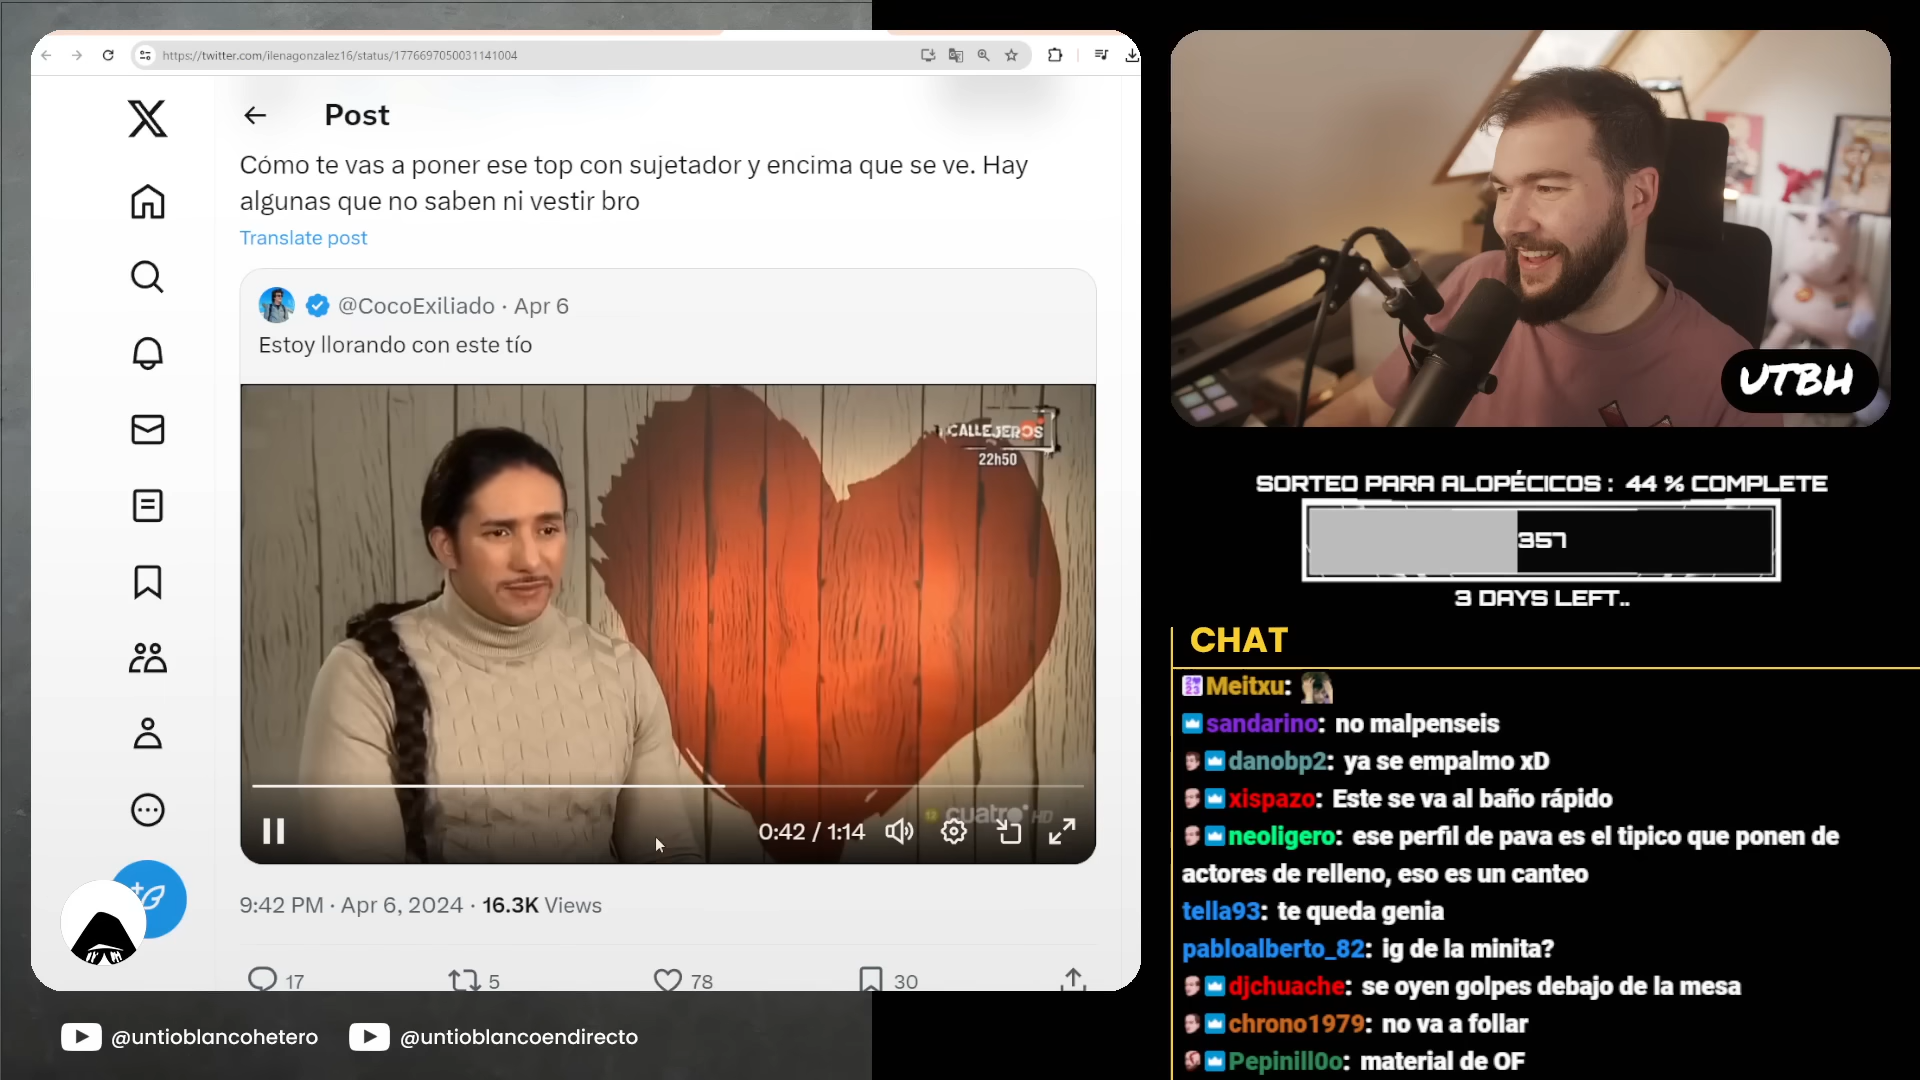 https://twitter.com/ilenagonzalez16/status/1776697050031141004
Post
Cómo te vas a poner ese top con sujetador y encima que se ve. Hay
algunas que no saben ni vestir bro
Translate post
@CocoExiliado · Apr 6
Estoy llorando con este tío
CALLEJEROS
22h50
cuatro HD
0:42 / 1:14
9:42 PM · Apr 6, 2024 · 16.3K Views
17
5
78
30
@untioblancohetero
@untioblancoendirecto
UTBH
SORTEO PARA ALOPÉCICOS : 44 % COMPLETE
357
3 DAYS LEFT..
CHAT
Meitxu:
sandarino: no malpenseis
danobp2: ya se empalmo xD
xispazo: Este se va al baño rápido
neoligero: ese perfil de pava es el tipico que ponen de
actores de relleno, eso es un canteo
tella93: te queda genia
pabloalberto_82: ig de la minita?
djchuache: se oyen golpes debajo de la mesa
chrono1979: no va a follar
Pepinill0o: material de OF